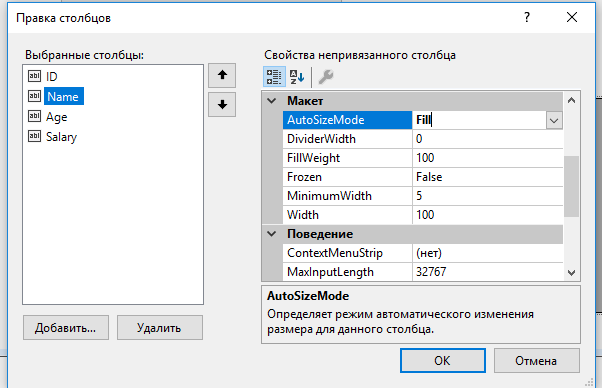 Правка столбцов
Выбранные столбцы:
ID
Name
Age
Salary
Добавить...
Удалить
Свойства непривязанного столбца
Макет
AutoSizeMode Fill
DividerWidth 0
FillWeight 100
Frozen False
MinimumWidth 5
Width 100
Поведение
ContextMenuStrip (нет)
MaxInputLength 32767
AutoSizeMode
Определяет режим автоматического изменения
размера для данного столбца.
OK
Отмена